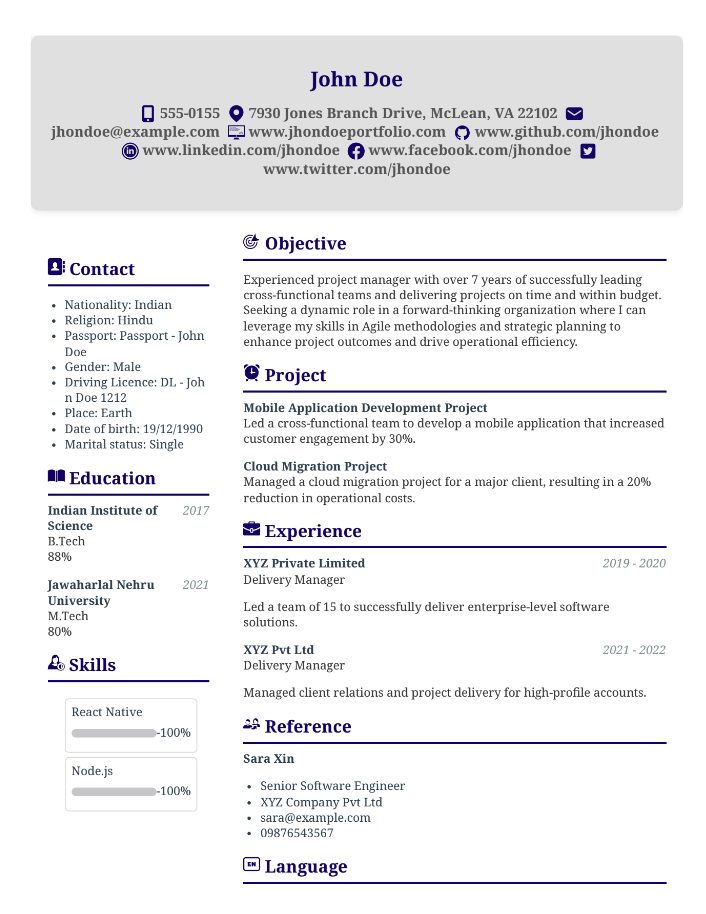 John Doe
555-0155 7930 Jones Branch Drive, McLean, VA 22102
jhondoe@example.com www.jhondoeportfolio.com www.github.com/jhondoe
www.linkedin.com/jhondoe www.facebook.com/jhondoe
www.twitter.com/jhondoe
Contact
• Nationality: Indian
• Religion: Hindu
• Passport: Passport - John
Doe
• Gender: Male
• Driving Licence: DL - Joh
n Doe 1212
• Place: Earth
• Date of birth: 19/12/1990
• Marital status: Single
Education
Indian Institute of 2017
Science
B.Tech
88%
Jawaharlal Nehru 2021
University
M.Tech
80%
Skills
React Native
-100%
Node.js
-100%
Objective
Experienced project manager with over 7 years of successfully leading
cross-functional teams and delivering projects on time and within budget.
Seeking a dynamic role in a forward-thinking organization where I can
leverage my skills in Agile methodologies and strategic planning to
enhance project outcomes and drive operational efficiency.
Project
Mobile Application Development Project
Led a cross-functional team to develop a mobile application that increased
customer engagement by 30%.
Cloud Migration Project
Managed a cloud migration project for a major client, resulting in a 20%
reduction in operational costs.
Experience
XYZ Private Limited 2019 - 2020
Delivery Manager
Led a team of 15 to successfully deliver enterprise-level software
solutions.
XYZ Pvt Ltd 2021 - 2022
Delivery Manager
Managed client relations and project delivery for high-profile accounts.
Reference
Sara Xin
• Senior Software Engineer
• XYZ Company Pvt Ltd
• sara@example.com
• 09876543567
EN Language